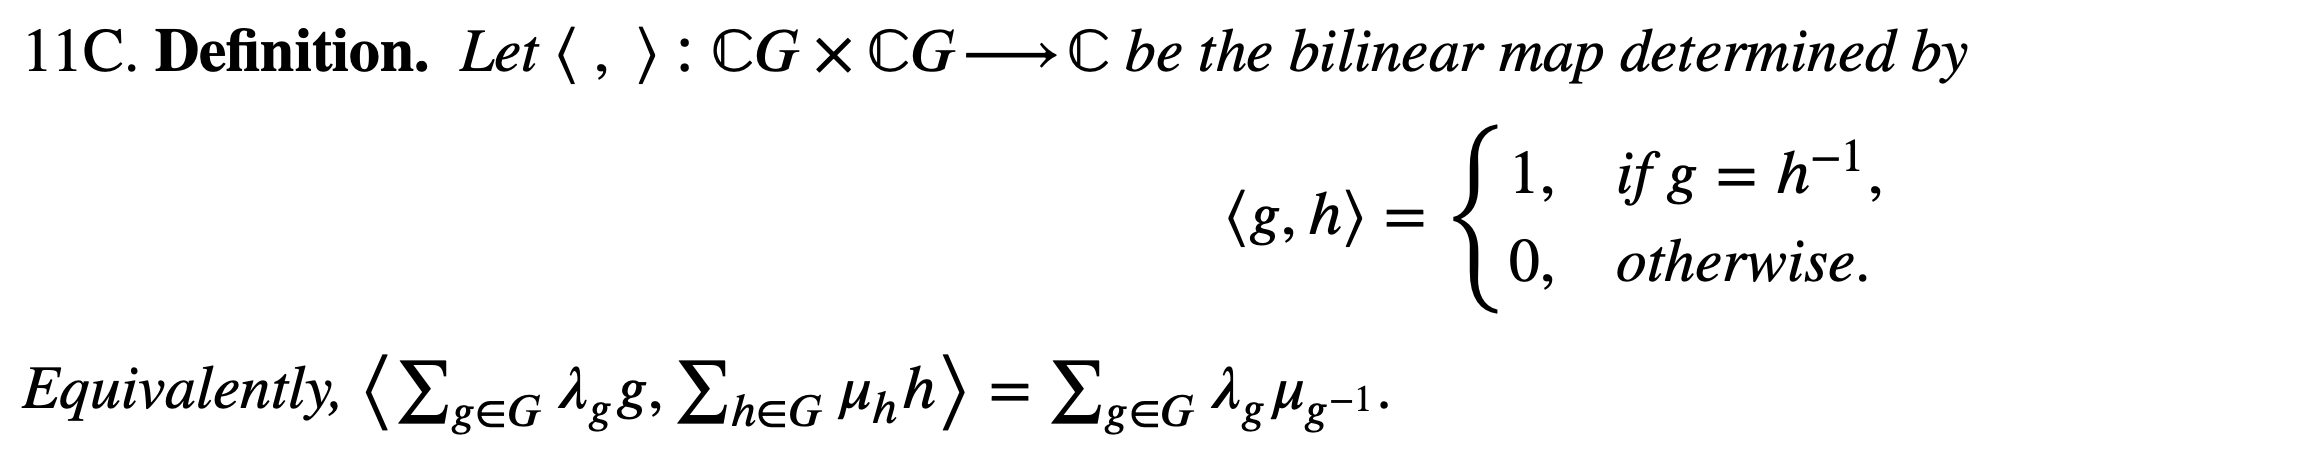 11C. Definition. Let ⟨ , ⟩ : ℂG × ℂG ⟶ ℂ be the bilinear map determined by
⟨g, h⟩ = { 1, if g = h⁻¹,
0, otherwise.
Equivalently, ⟨∑_{g∈G} λ_g g, ∑_{h∈G} μ_h h⟩ = ∑_{g∈G} λ_g μ_{g⁻¹}.